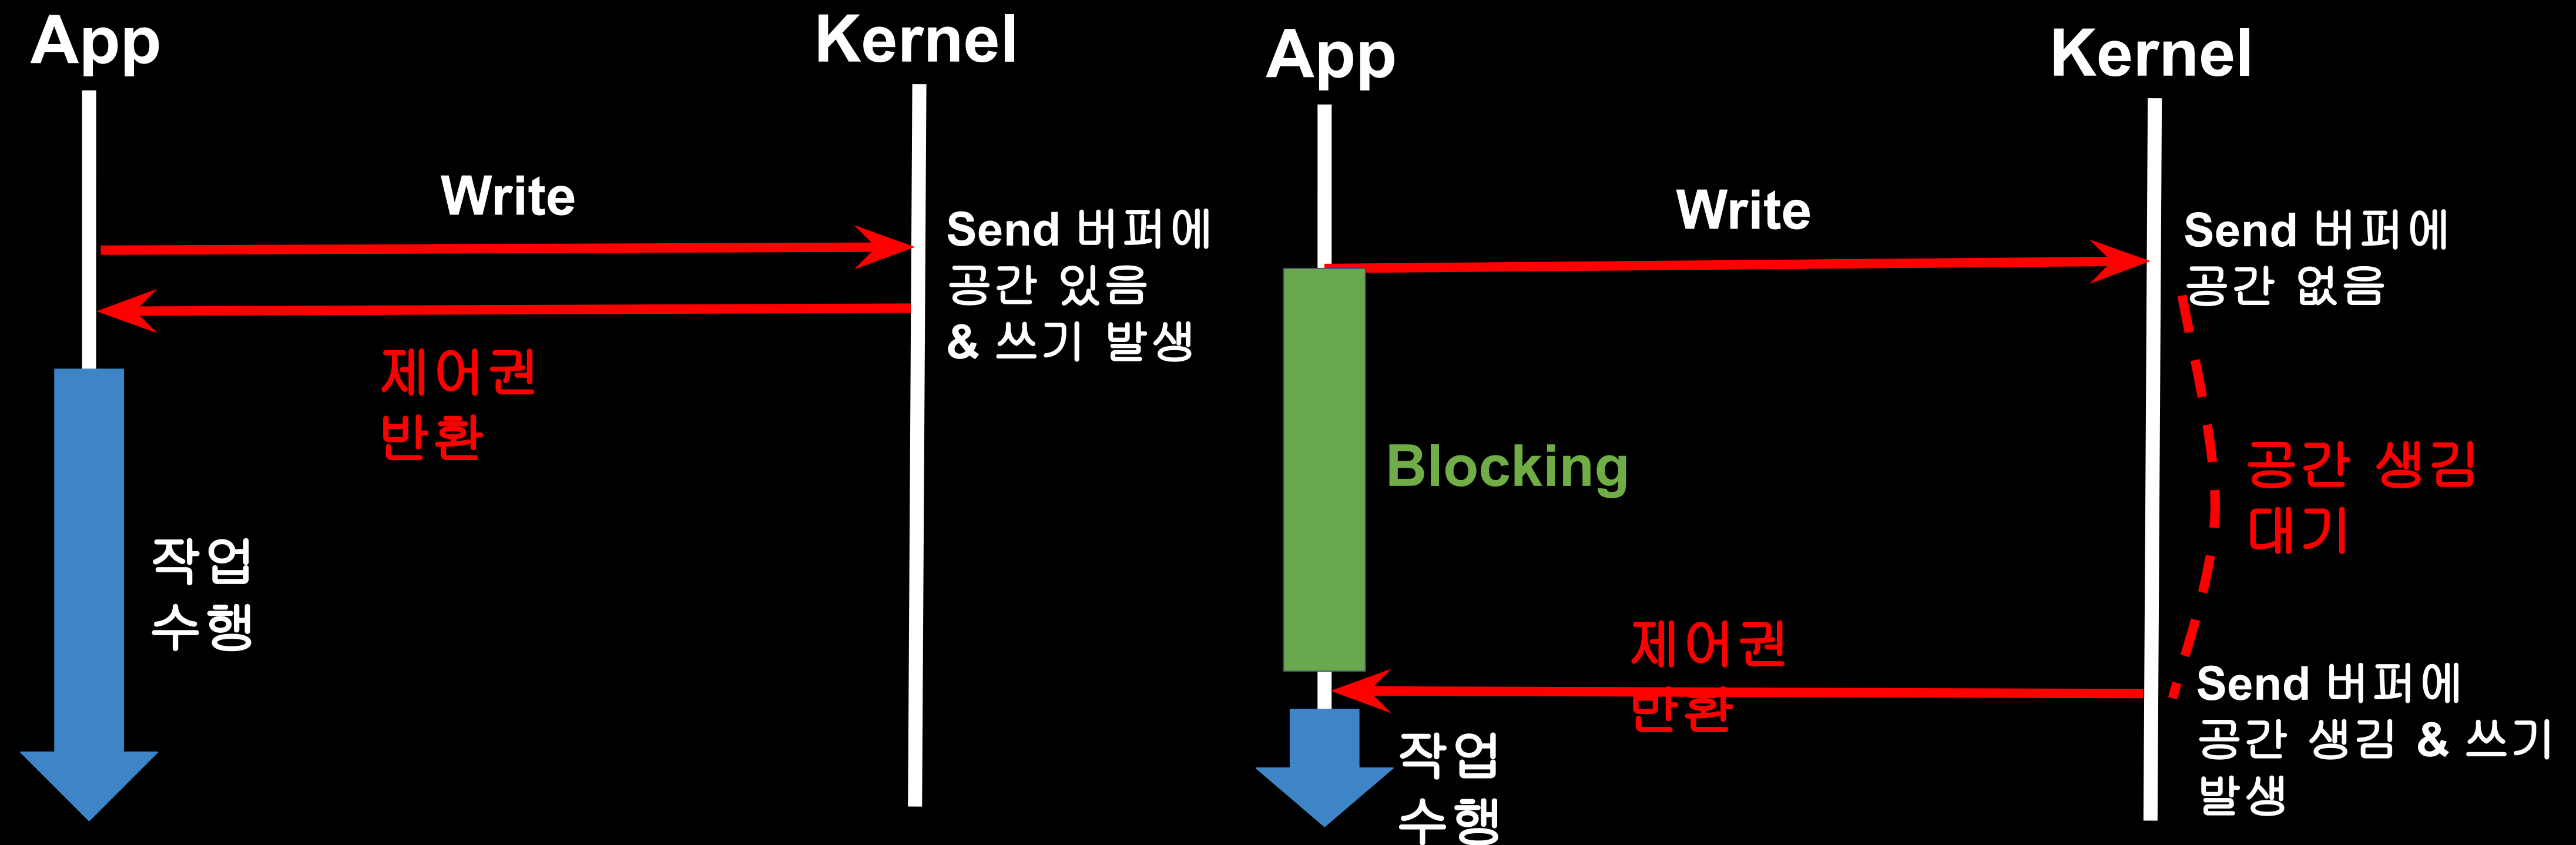 App
Kernel
Write
Send 버퍼에
공간 있음
& 쓰기 발생
제어권
반환
작업
수행
App
Kernel
Write
Send 버퍼에
공간 없음
Blocking
공간 생김
대기
제어권
반환
Send 버퍼에
공간 생김 & 쓰기
발생
작업
수행